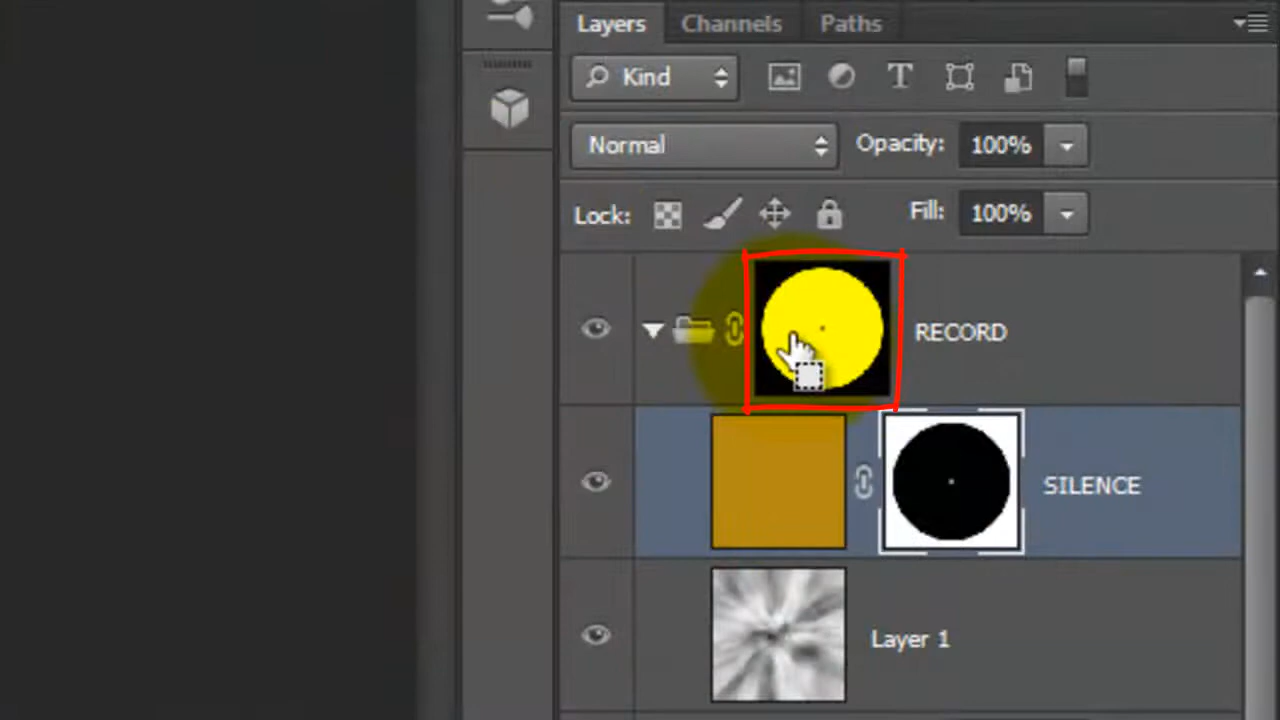 Layers Channels Paths
Kind T
Normal Opacity: 100%
Lock: Fill: 100%
RECORD
SILENCE
Layer 1